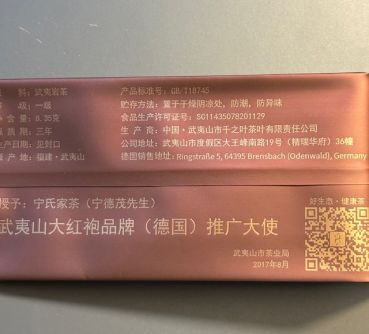 料：武夷岩茶
级：一级
含量：8.35克
质期：三年
产地：福建·武夷山
产品标准号：GB/T18745
贮存方法：置于干燥阴凉处，防潮，防异味
食品生产许可证号：SC11435078201129
生产商：中国·武夷山市千之叶茶叶有限责任公司
公司地址：武夷山市度假区大王峰南路19号（精瑞华府）36幢
德国销售地址：Ringstraße 5, 64395 Brensbach (Odenwald), Germany
授予：宁氏家茶（宁德茂先生）
武夷山大红袍品牌（德国）推广大使
武夷山市茶业局
2017年8月
好生态·健康茶